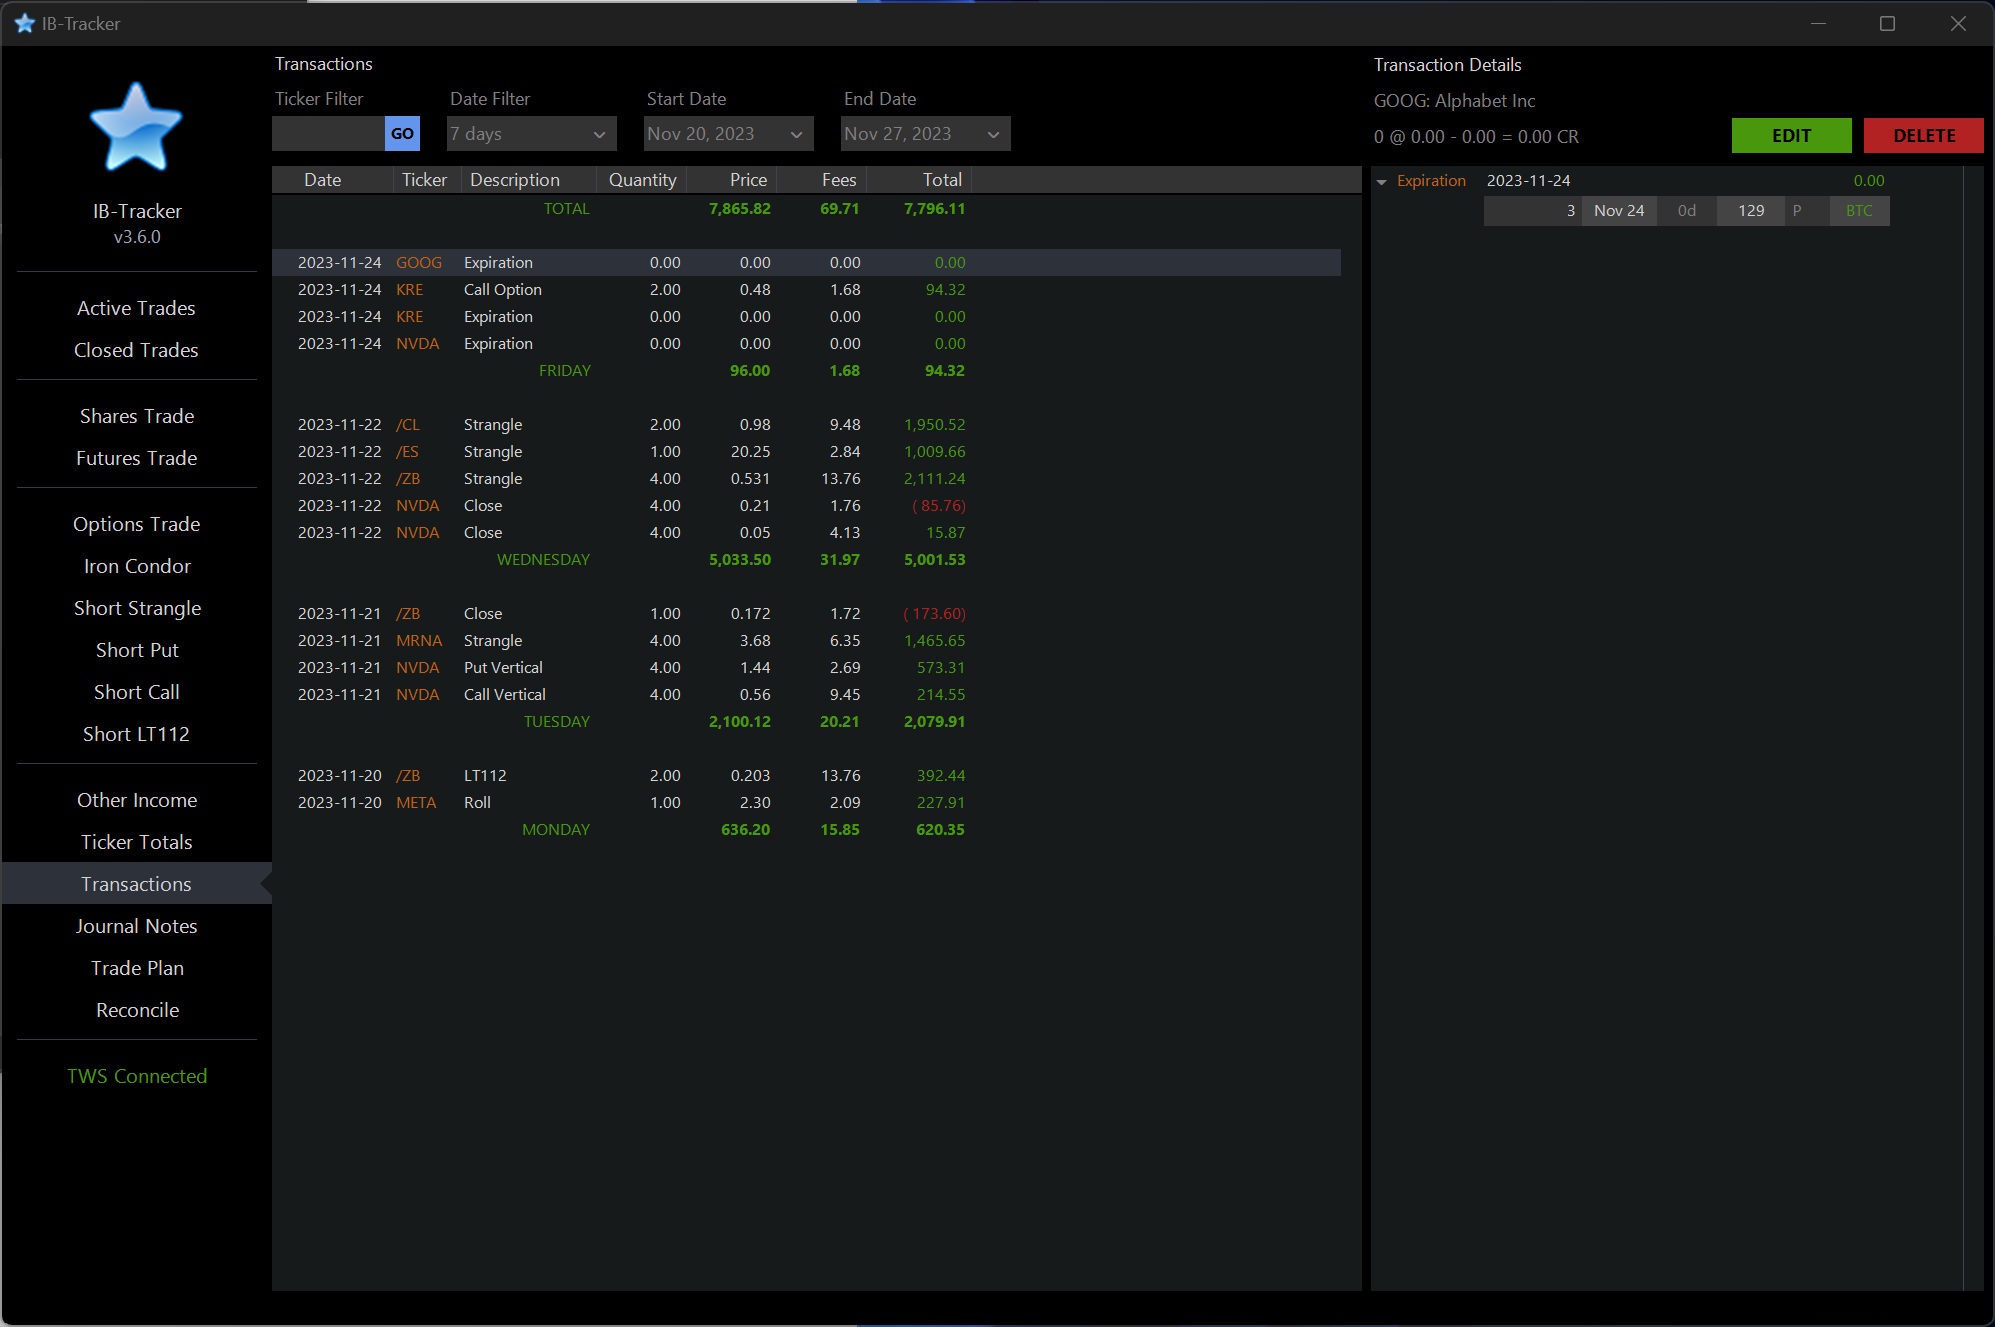 IB-Tracker
IB-Tracker
v3.6.0
Active Trades
Closed Trades
Shares Trade
Futures Trade
Options Trade
Iron Condor
Short Strangle
Short Put
Short Call
Short LT112
Other Income
Ticker Totals
Transactions
Journal Notes
Trade Plan
Reconcile
TWS Connected
Transactions
Ticker Filter Date Filter Start Date End Date
GO 7 days Nov 20, 2023 Nov 27, 2023
Date Ticker Description Quantity Price Fees Total
TOTAL 7,865.82 69.71 7,796.11
2023-11-24 GOOG Expiration 0.00 0.00 0.00 0.00
2023-11-24 KRE Call Option 2.00 0.48 1.68 94.32
2023-11-24 KRE Expiration 0.00 0.00 0.00 0.00
2023-11-24 NVDA Expiration 0.00 0.00 0.00 0.00
FRIDAY 96.00 1.68 94.32
2023-11-22 /CL Strangle 2.00 0.98 9.48 1,950.52
2023-11-22 /ES Strangle 1.00 20.25 2.84 1,009.66
2023-11-22 /ZB Strangle 4.00 0.531 13.76 2,111.24
2023-11-22 NVDA Close 4.00 0.21 1.76 ( 85.76)
2023-11-22 NVDA Close 4.00 0.05 4.13 15.87
WEDNESDAY 5,033.50 31.97 5,001.53
2023-11-21 /ZB Close 1.00 0.172 1.72 ( 173.60)
2023-11-21 MRNA Strangle 4.00 3.68 6.35 1,465.65
2023-11-21 NVDA Put Vertical 4.00 1.44 2.69 573.31
2023-11-21 NVDA Call Vertical 4.00 0.56 9.45 214.55
TUESDAY 2,100.12 20.21 2,079.91
2023-11-20 /ZB LT112 2.00 0.203 13.76 392.44
2023-11-20 META Roll 1.00 2.30 2.09 227.91
MONDAY 636.20 15.85 620.35
Transaction Details
GOOG: Alphabet Inc
0 @ 0.00 - 0.00 = 0.00 CR EDIT DELETE
Expiration 2023-11-24 0.00
3 Nov 24 0d 129 P BTC